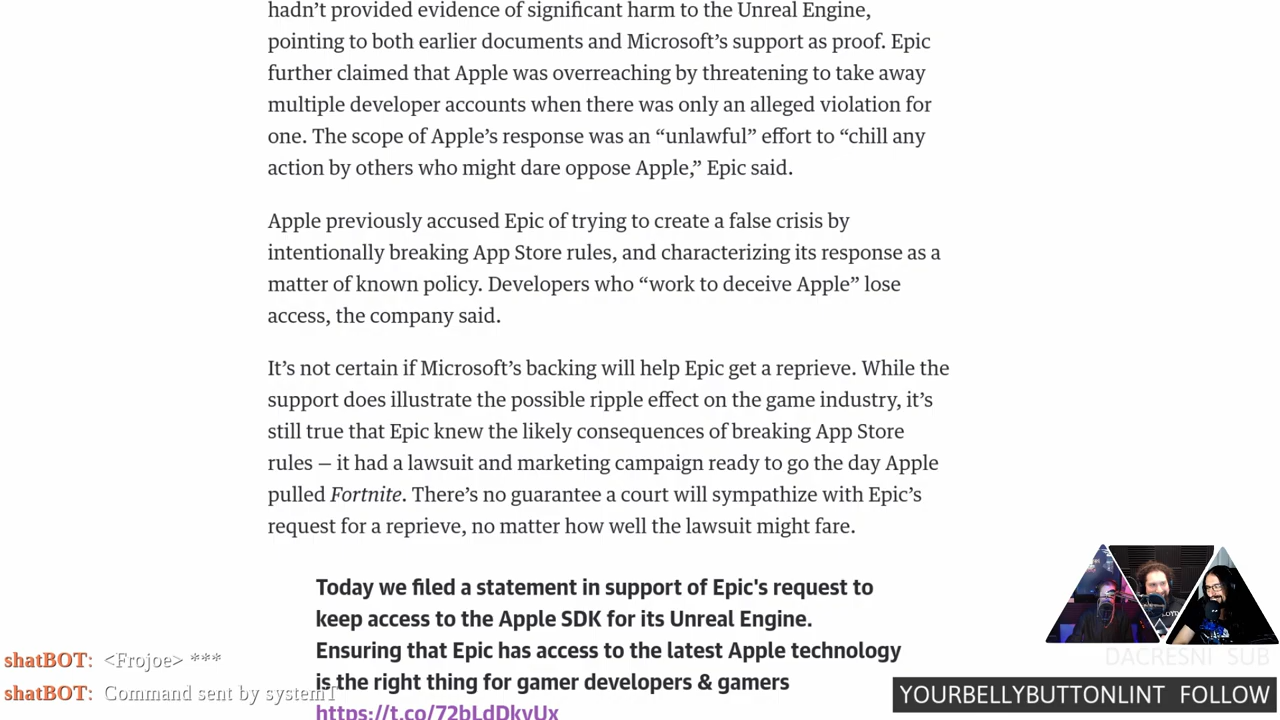 hadn’t provided evidence of significant harm to the Unreal Engine,
pointing to both earlier documents and Microsoft’s support as proof. Epic
further claimed that Apple was overreaching by threatening to take away
multiple developer accounts when there was only an alleged violation for
one. The scope of Apple’s response was an “unlawful” effort to “chill any
action by others who might dare oppose Apple,” Epic said.
Apple previously accused Epic of trying to create a false crisis by
intentionally breaking App Store rules, and characterizing its response as a
matter of known policy. Developers who “work to deceive Apple” lose
access, the company said.
It’s not certain if Microsoft’s backing will help Epic get a reprieve. While the
support does illustrate the possible ripple effect on the game industry, it’s
still true that Epic knew the likely consequences of breaking App Store
rules — it had a lawsuit and marketing campaign ready to go the day Apple
pulled Fortnite. There’s no guarantee a court will sympathize with Epic’s
request for a reprieve, no matter how well the lawsuit might fare.
Today we filed a statement in support of Epic's request to
keep access to the Apple SDK for its Unreal Engine.
Ensuring that Epic has access to the latest Apple technology
is the right thing for gamer developers & gamers
https://t.co/72bLdDkvUx
shatBOT: <Frojoe> ***
shatBOT: Command sent by systemT
DACRESNI SUB
YOURBELLYBUTTONLINT FOLLOW